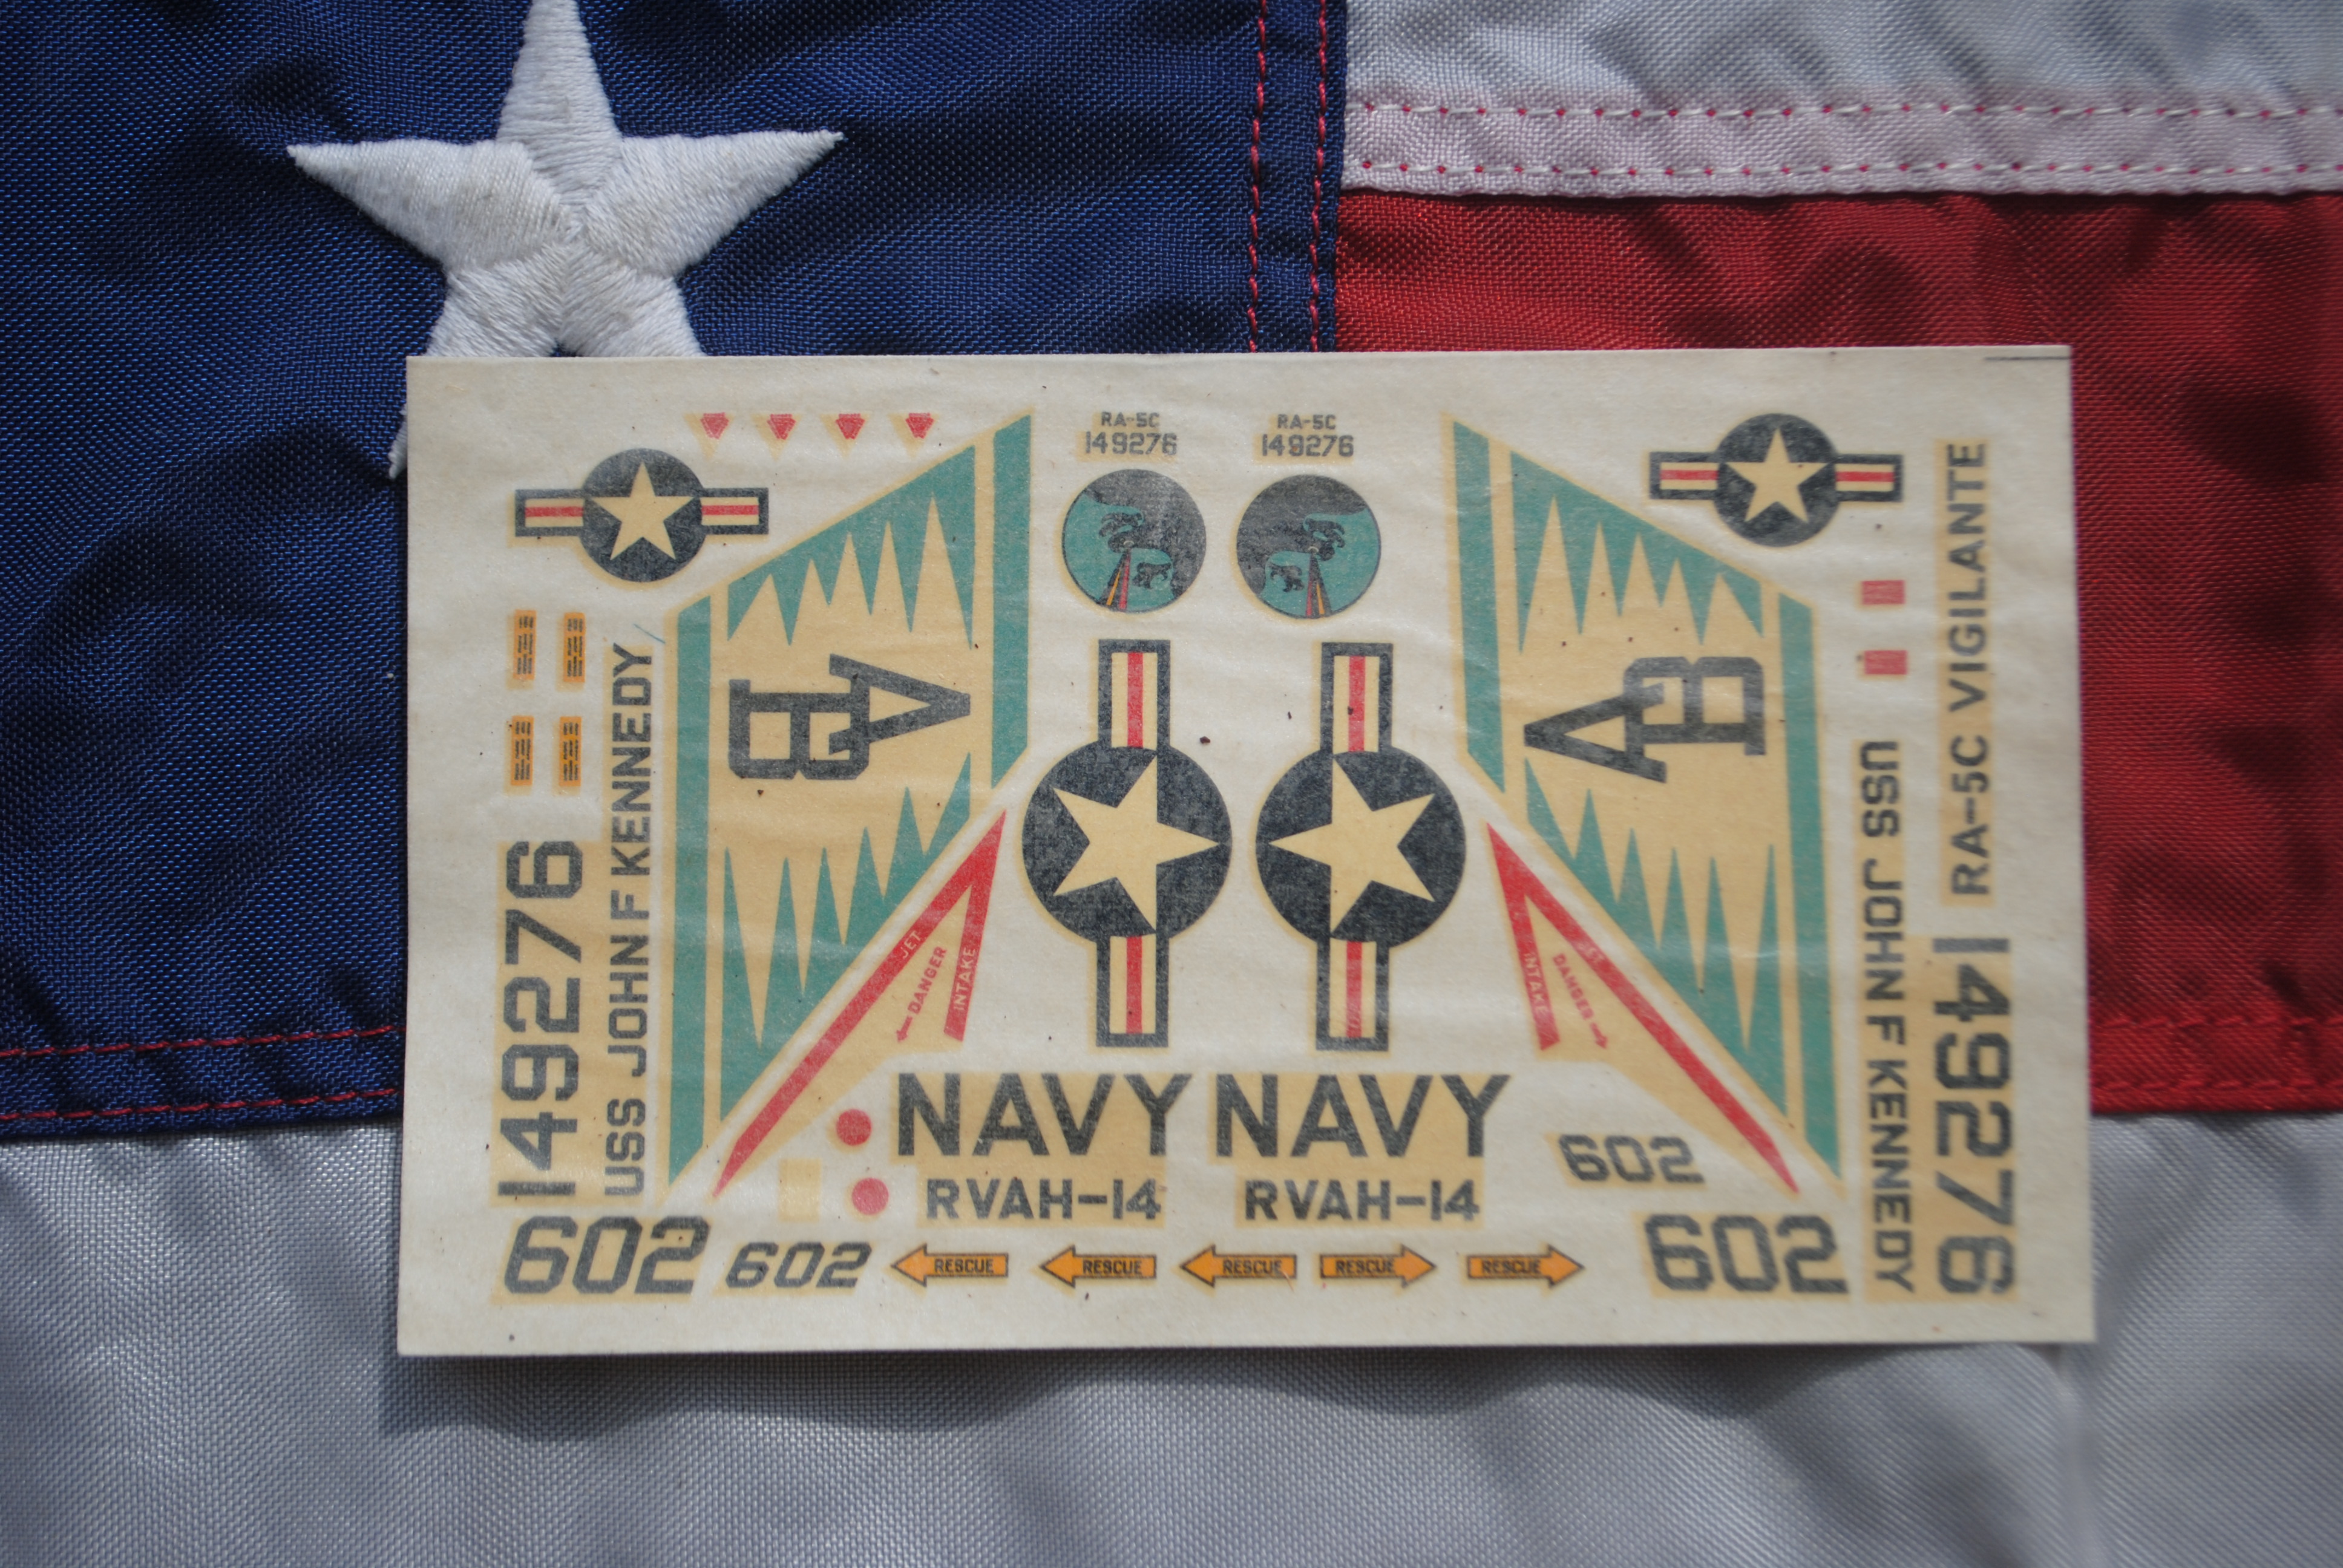 RA-5C
149276
RA-5C
149276
AB
AB
RA-5C VIGILANTE
149276
USS JOHN F KENNEDY
USS JOHN F KENNEDY
149276
JET
DANGER
INTAKE
JET
DANGER
INTAKE
NAVY NAVY
RVAH-14 RVAH-14
602
602
602
RESCUE
RESCUE
RESCUE
RESCUE
RESCUE
602